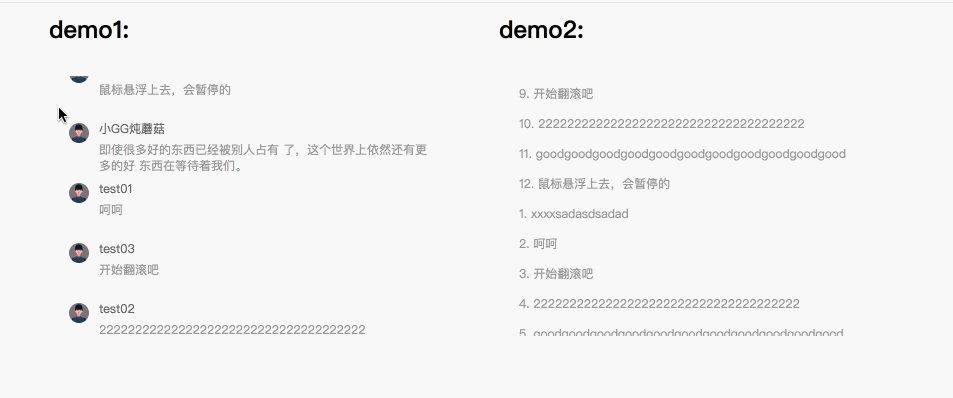 demo1:
鼠标悬浮上去，会暂停的
小GG炖蘑菇
即使很多好的东西已经被别人占有 了，这个世界上依然还有更
多的好 东西在等待着我们。
test01
呵呵
test03
开始翻滚吧
test02
2222222222222222222222222222222222222
demo2:
9. 开始翻滚吧
10. 2222222222222222222222222222222222222
11. goodgoodgoodgoodgoodgoodgoodgoodgoodgoodgood
12. 鼠标悬浮上去，会暂停的
1. xxxxsadasdsadad
2. 呵呵
3. 开始翻滚吧
4. 2222222222222222222222222222222222222
5. goodgoodgoodgoodgoodgoodgoodgoodgoodgoodgood